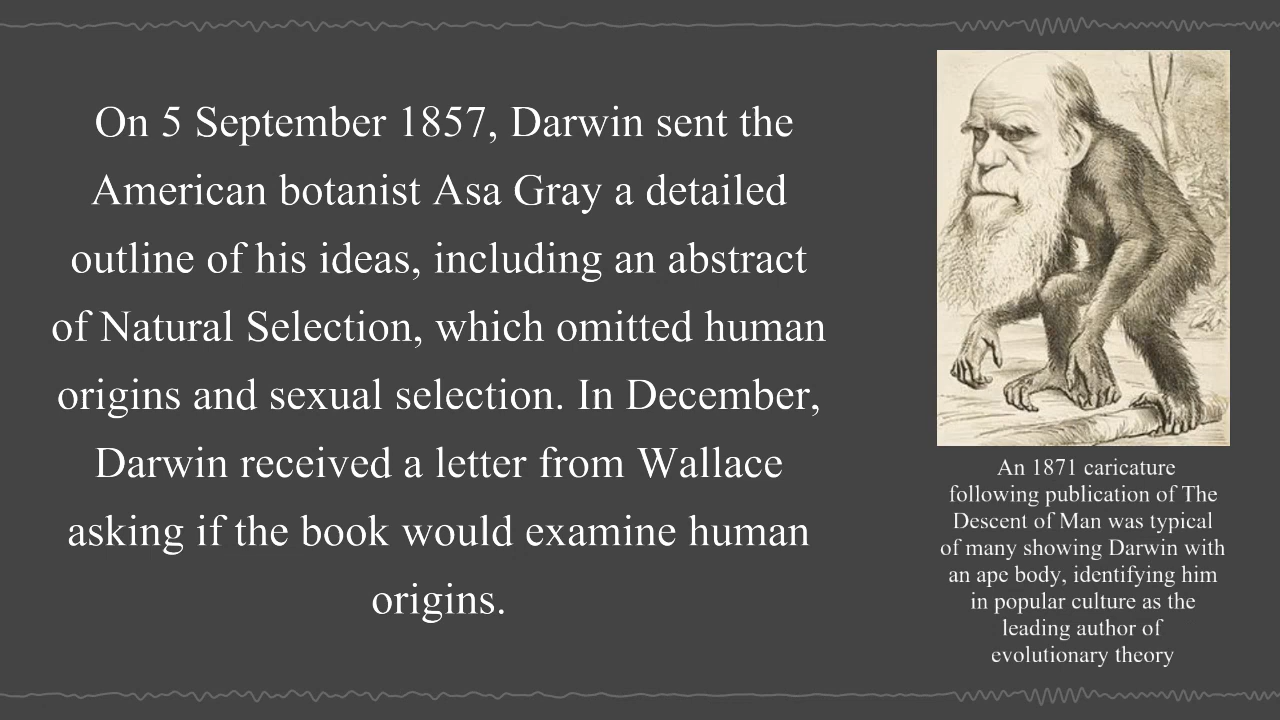 On 5 September 1857, Darwin sent the
American botanist Asa Gray a detailed
outline of his ideas, including an abstract
of Natural Selection, which omitted human
origins and sexual selection. In December,
Darwin received a letter from Wallace
asking if the book would examine human
origins.
An 1871 caricature
following publication of The
Descent of Man was typical
of many showing Darwin with
an ape body, identifying him
in popular culture as the
leading author of
evolutionary theory